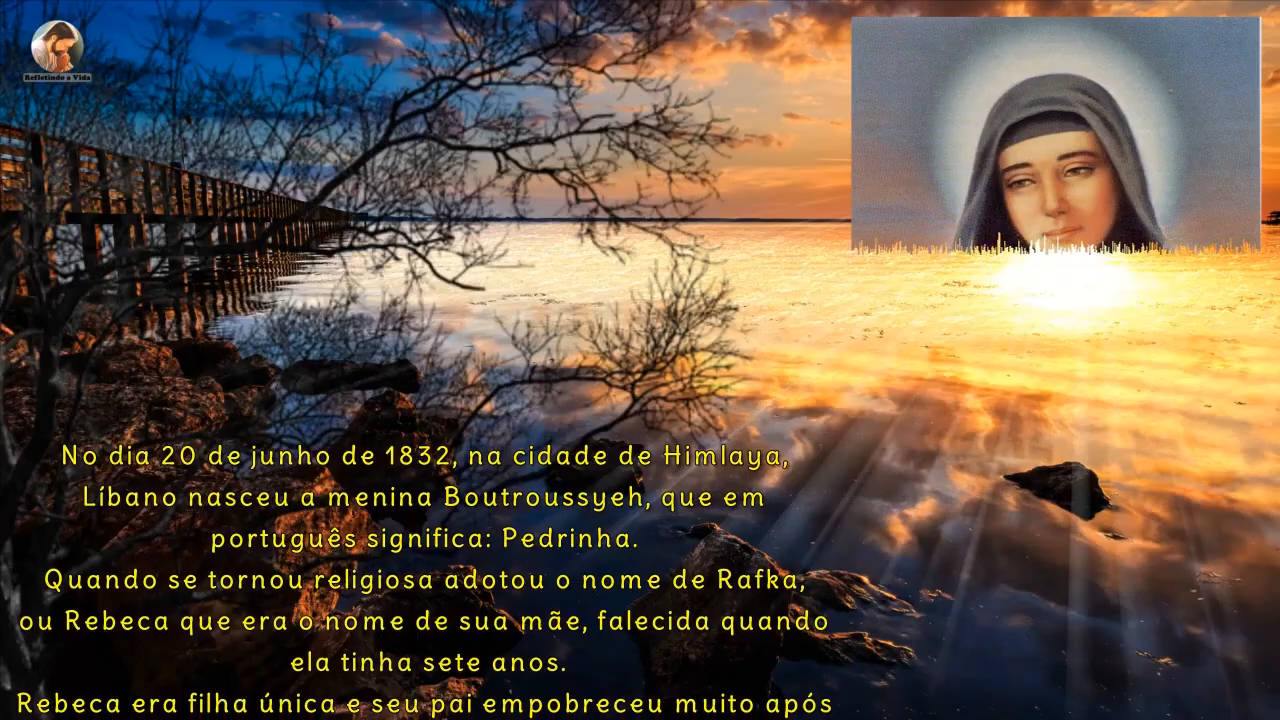 Refletindo a Vida
No dia 20 de junho de 1832, na cidade de Himlaya,
Líbano nasceu a menina Boutroussyeh, que em
português significa: Pedrinha.
Quando se tornou religiosa adotou o nome de Rafka,
ou Rebeca que era o nome de sua mãe, falecida quando
ela tinha sete anos.
Rebeca era filha única e seu pai empobreceu muito após